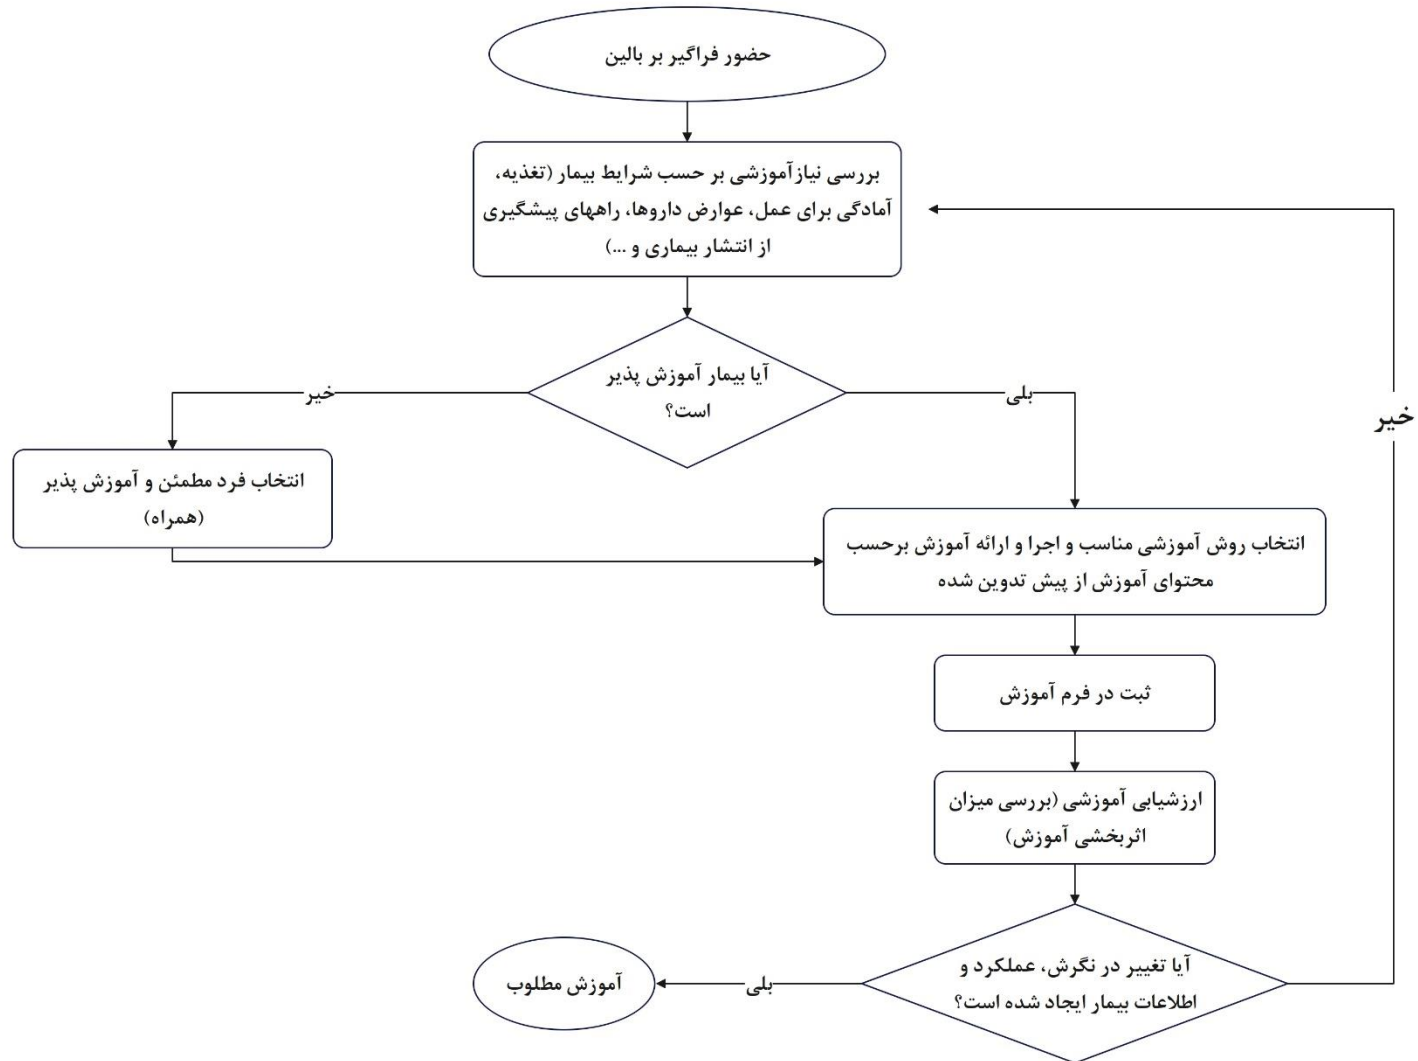 حضور فراگیر بر بالین
بررسی نیازآموزشی بر حسب شرایط بیمار (تغذیه،
آمادگی برای عمل، عوارض داروها، راههای پیشگیری
از انتشار بیماری و ...)
آیا بیمار آموزش پذیر
است؟
بلی
خیر
خیر
انتخاب فرد مطمئن و آموزش پذیر
(همراه)
انتخاب روش آموزشی مناسب و اجرا و ارائه آموزش برحسب
محتوای آموزش از پیش تدوین شده
ثبت در فرم آموزش
ارزشیابی آموزشی (بررسی میزان
اثربخشی آموزش)
آیا تغییر در نگرش، عملکرد و
اطلاعات بیمار ایجاد شده است؟
بلی
آموزش مطلوب